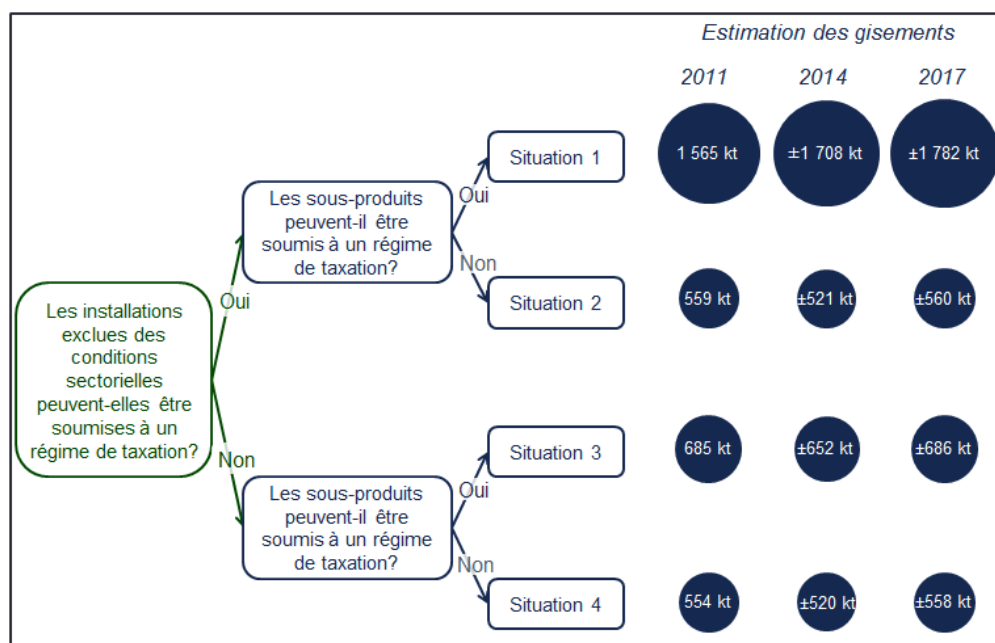 Estimation des gisements
2011 2014 2017
Situation 1
1 565 kt ±1 708 kt ±1 782 kt
Les sous-produits
peuvent-il être
soumis à un régime
de taxation?
Oui
Non
Situation 2
559 kt ±521 kt ±560 kt
Les installations
exclues des
conditions
sectorielles
peuvent-elles être
soumises à un
régime de taxation?
Oui
Non
Situation 3
685 kt ±652 kt ±686 kt
Les sous-produits
peuvent-il être
soumis à un régime
de taxation?
Oui
Non
Situation 4
554 kt ±520 kt ±558 kt